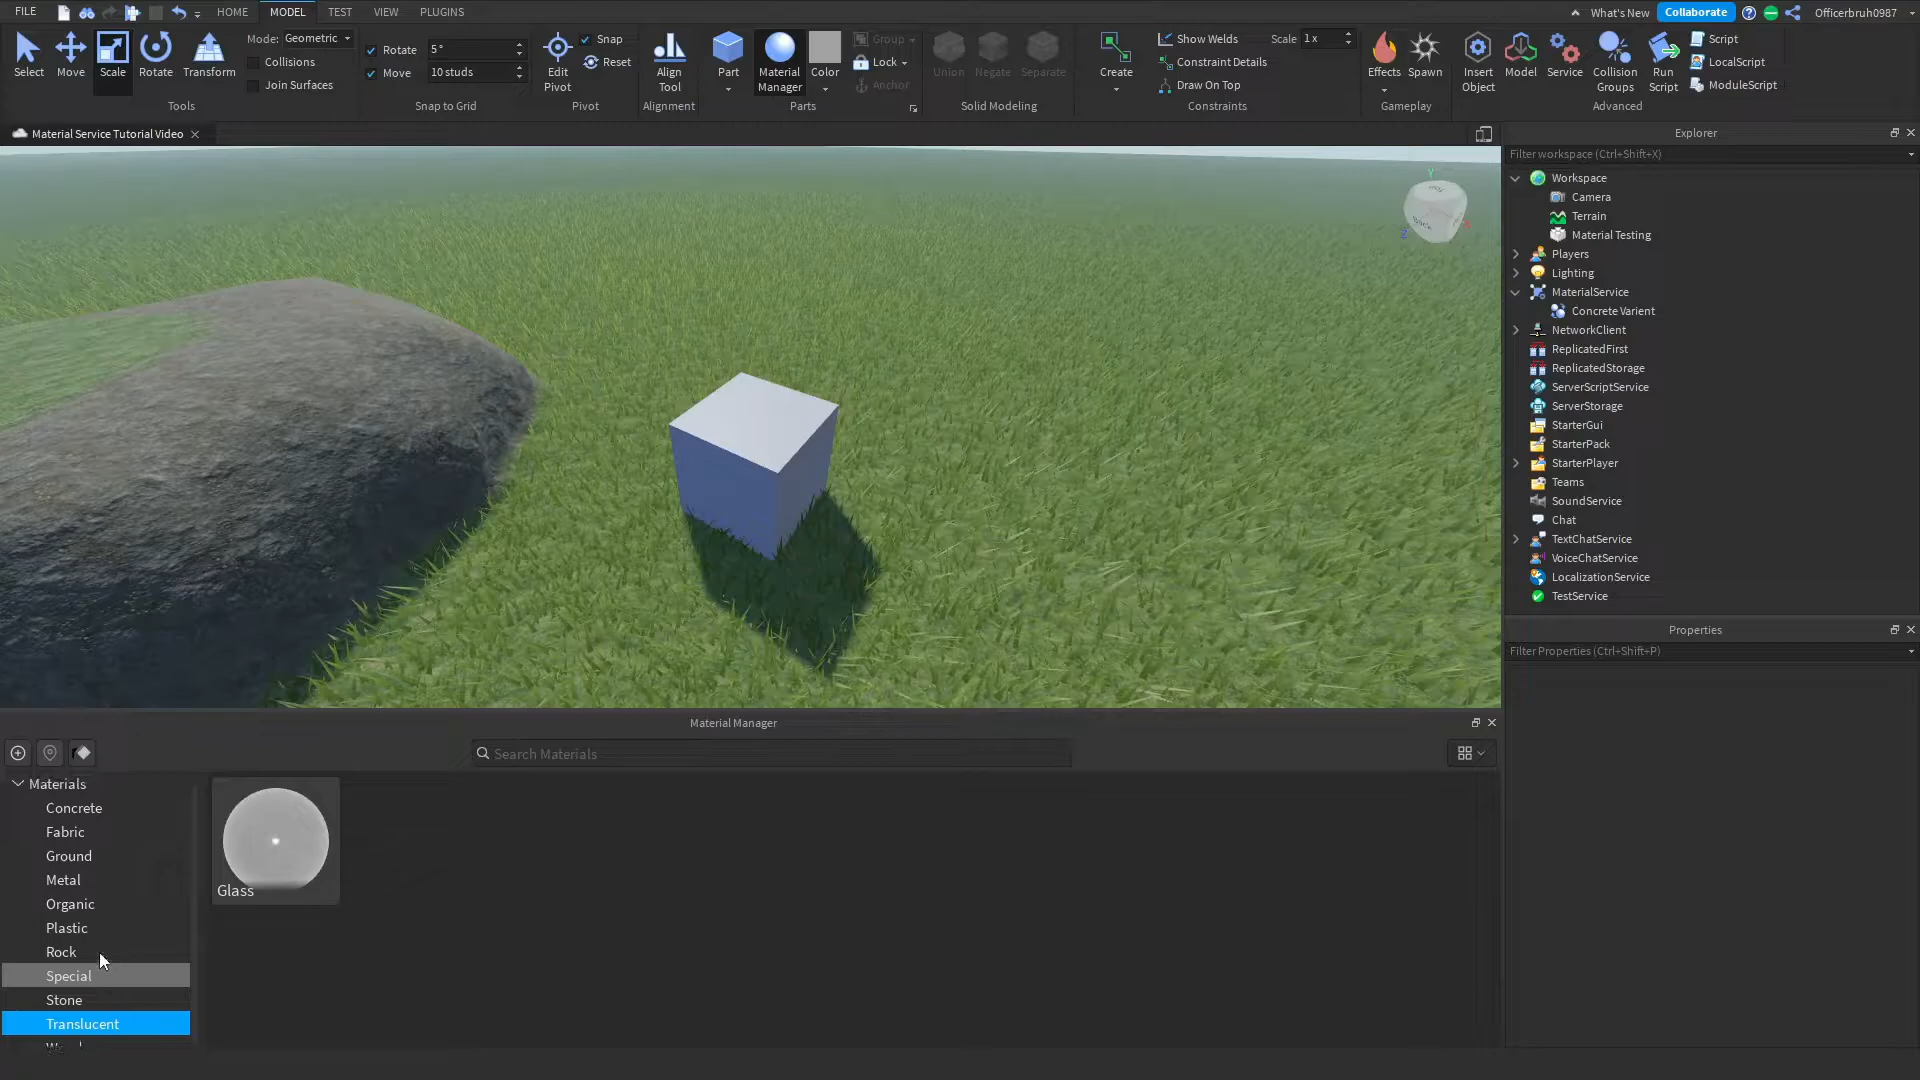 FILE HOME MODEL TEST VIEW PLUGINS What's New Collaborate Officerbruh0987
Select Move Scale Rotate Transform
Mode: Geometric
Collisions
Join Surfaces
Tools
Rotate 5°
Move 10 studs
Snap to Grid
Edit Pivot
Snap
Reset
Pivot
Align Tool
Alignment
Part
Material Manager
Color
Group
Lock
Anchor
Parts
Union Negate Separate
Solid Modeling
Create
Show Welds Scale 1 x
Constraint Details
Draw On Top
Constraints
Effects Spawn
Gameplay
Insert Object
Model
Service
Collision Groups
Run Script
Script
LocalScript
ModuleScript
Advanced
Material Service Tutorial Video
Back
Y
Z
X
Explorer
Filter workspace (Ctrl+Shift+X)
Workspace
Camera
Terrain
Material Testing
Players
Lighting
MaterialService
Concrete Varient
NetworkClient
ReplicatedFirst
ReplicatedStorage
ServerScriptService
ServerStorage
StarterGui
StarterPack
StarterPlayer
Teams
SoundService
Chat
TextChatService
VoiceChatService
LocalizationService
TestService
Properties
Filter Properties (Ctrl+Shift+P)
Material Manager
Search Materials
Materials
Concrete
Fabric
Ground
Metal
Organic
Plastic
Rock
Special
Stone
Translucent
Glass